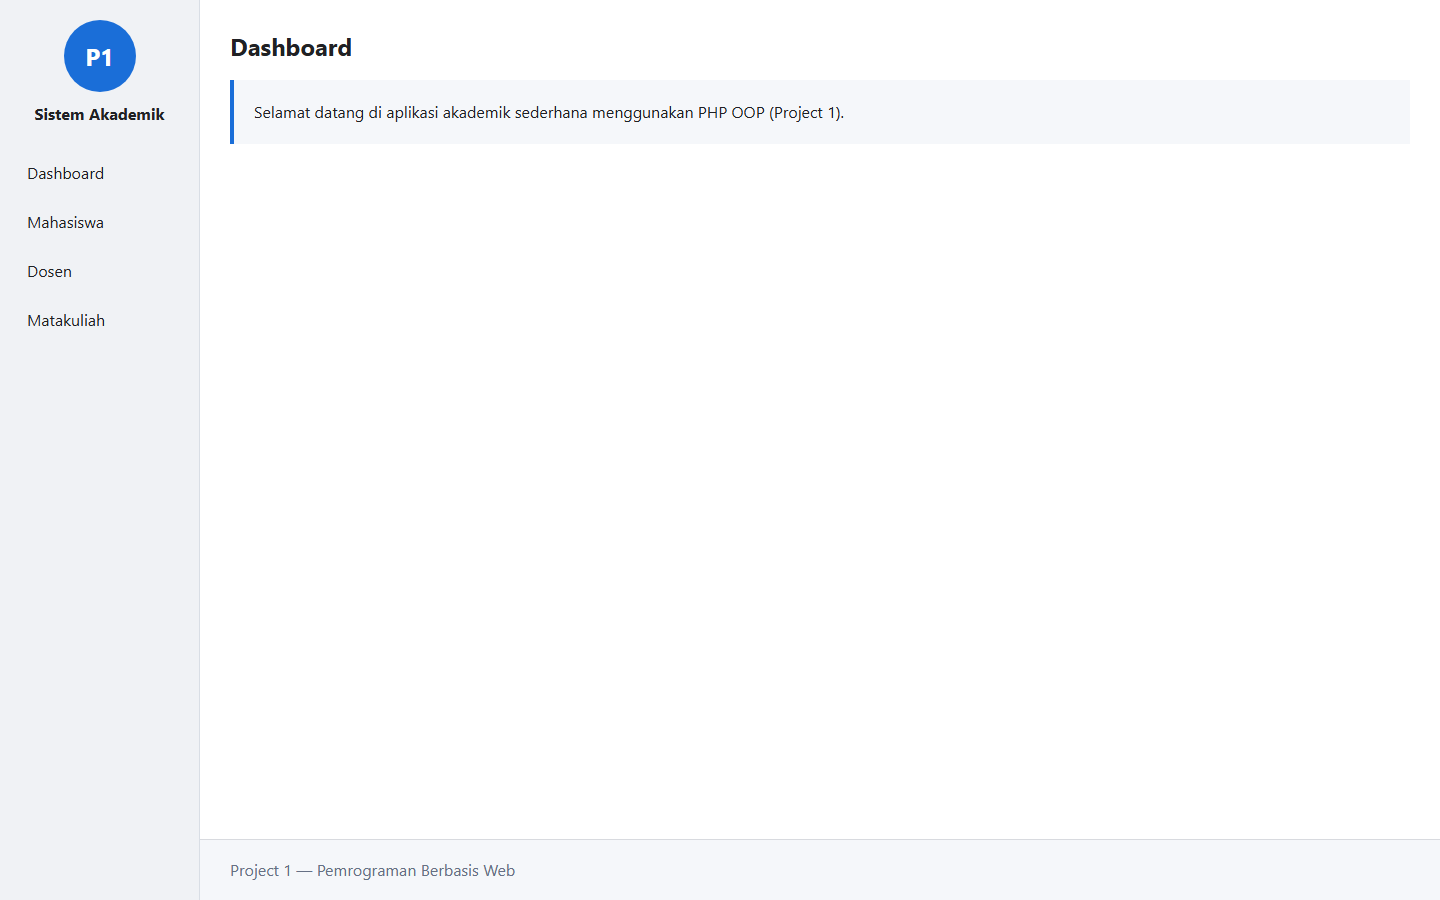 P1
Sistem Akademik
Dashboard
Mahasiswa
Dosen
Matakuliah
Dashboard
Selamat datang di aplikasi akademik sederhana menggunakan PHP OOP (Project 1).
Project 1 — Pemrograman Berbasis Web